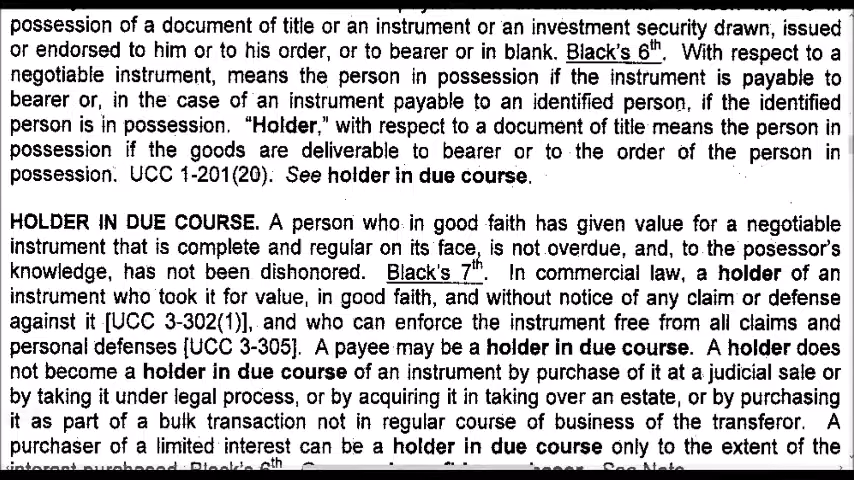 possession of a document of title or an instrument or an investment security drawn, issued
or endorsed to him or to his order, or to bearer or in blank. Black's 6th. With respect to a
negotiable instrument, means the person in possession if the instrument is payable to
bearer or, in the case of an instrument payable to an identified person, if the identified
person is in possession. "Holder," with respect to a document of title means the person in
possession if the goods are deliverable to bearer or to the order of the person in
possession. UCC 1-201(20). See holder in due course.
HOLDER IN DUE COURSE. A person who in good faith has given value for a negotiable
instrument that is complete and regular on its face, is not overdue, and, to the posessor's
knowledge, has not been dishonored. Black's 7th. In commercial law, a holder of an
instrument who took it for value, in good faith, and without notice of any claim or defense
against it [UCC 3-302(1)], and who can enforce the instrument free from all claims and
personal defenses [UCC 3-305]. A payee may be a holder in due course. A holder does
not become a holder in due course of an instrument by purchase of it at a judicial sale or
by taking it under legal process, or by acquiring it in taking over an estate, or by purchasing
it as part of a bulk transaction not in regular course of business of the transferor. A
purchaser of a limited interest can be a holder in due course only to the extent of the
interest purchased. Black's 6th See Note